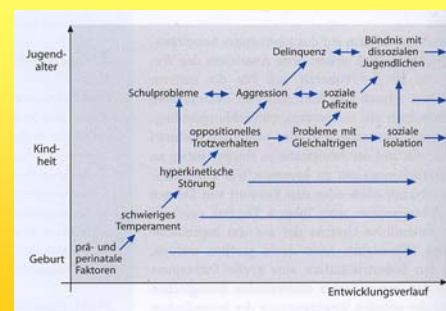 Jugend-
alter
Kind-
heit
Geburt
Delinquenz
Bündnis mit
dissozialen
Jugendlichen
Schulprobleme
Aggression
soziale
Defizite
oppositionelles
Trotzverhalten
Probleme mit
Gleichaltrigen
soziale
Isolation
hyperkinetische
Störung
schwieriges
Temperament
prä- und
perinatale
Faktoren
Entwicklungsverlauf